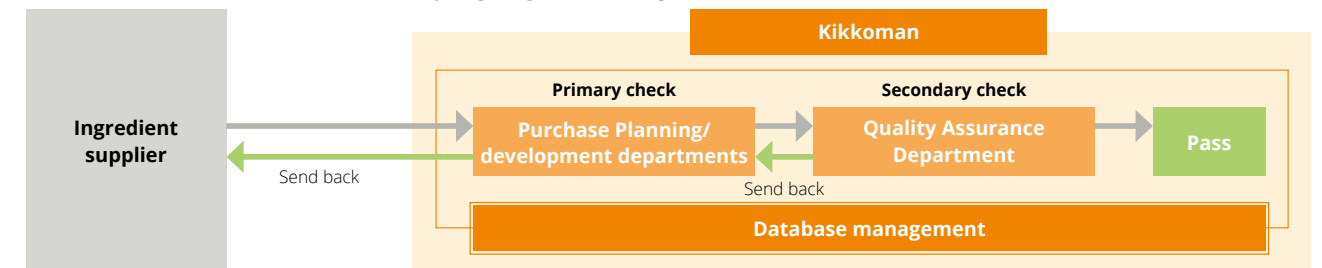 Kikkoman
Primary check
Secondary check
Ingredient
supplier
Purchase Planning/
development departments
Quality Assurance
Department
Pass
Send back
Send back
Database management